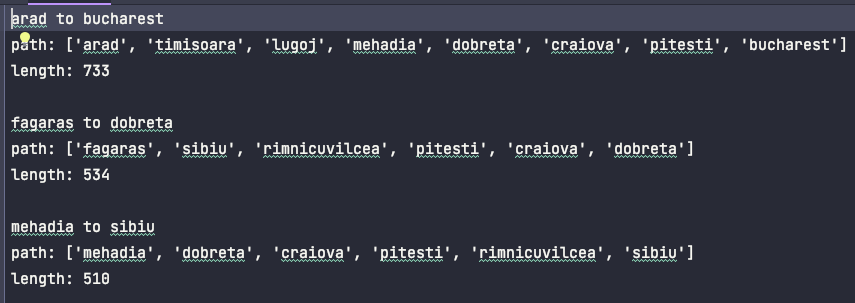 arad to bucharest
path: ['arad', 'timisoara', 'lugoj', 'mehadia', 'dobreta', 'craiova', 'pitesti', 'bucharest']
length: 733
fagaras to dobreta
path: ['fagaras', 'sibiu', 'rimnicuvilcea', 'pitesti', 'craiova', 'dobreta']
length: 534
mehadia to sibiu
path: ['mehadia', 'dobreta', 'craiova', 'pitesti', 'rimnicuvilcea', 'sibiu']
length: 510